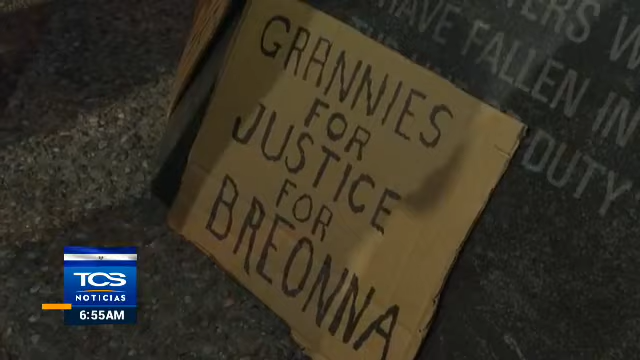 GRANNIES
FOR
JUSTICE
FOR
BREONNA
HAVE FALLEN IN
DUTY
TCS
NOTICIAS
6:55AM